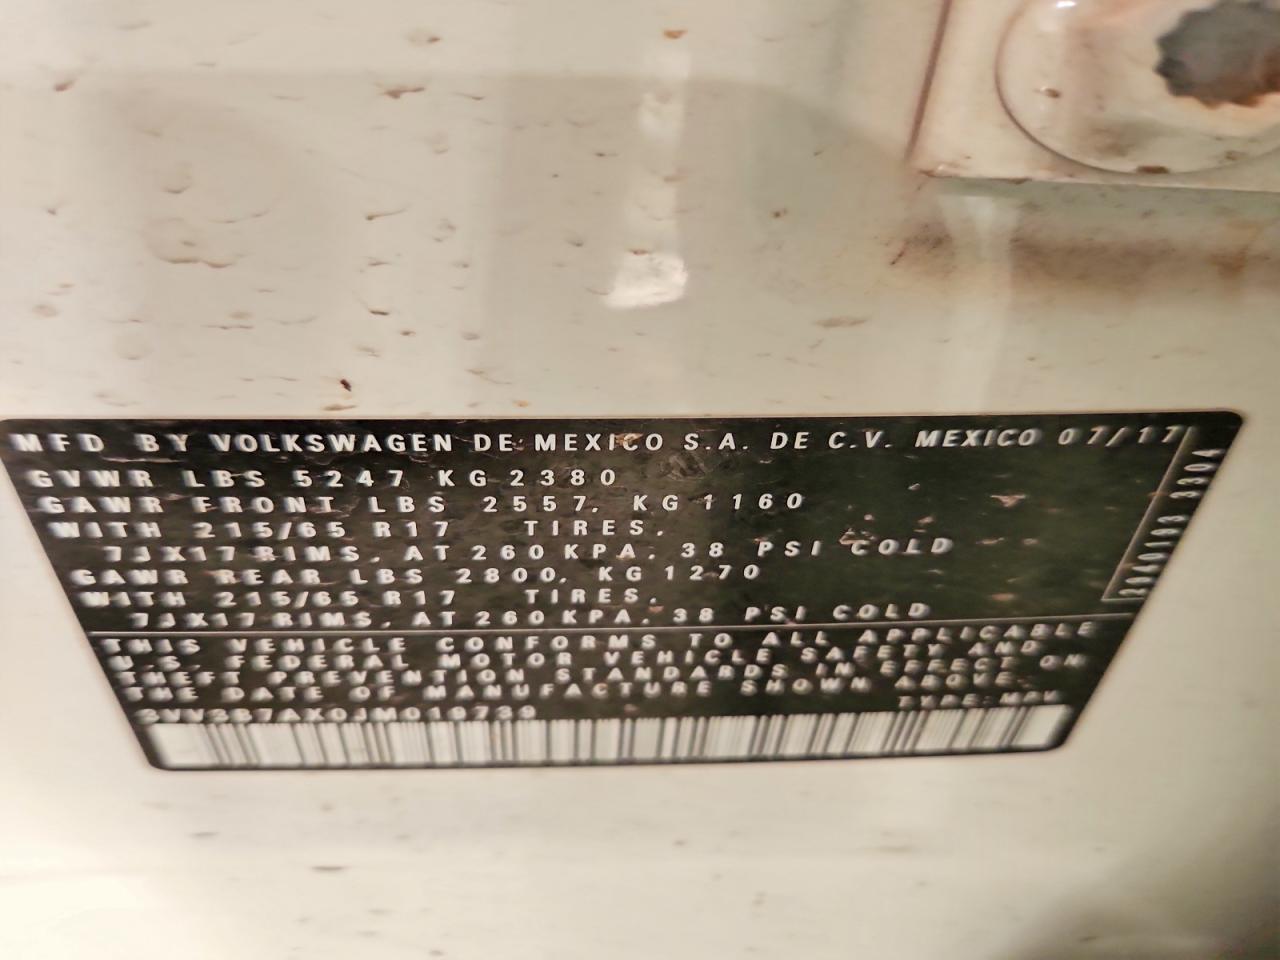 MFD BY VOLKSWAGEN DE MEXICO S.A. DE C.V. MEXICO 07/17
GVWR LBS 5247 KG 2380
GAWR FRONT LBS 2557, KG 1160
WITH 215/65 R17 TIRES,
7JX17 RIMS, AT 260 KPA, 38 PSI COLD
GAWR REAR LBS 2800, KG 1270
WITH 215/65 R17 TIRES,
7JX17 RIMS, AT 260 KPA, 38 PSI COLD
THIS VEHICLE CONFORMS TO ALL APPLICABLE
U.S. FEDERAL MOTOR VEHICLE SAFETY AND
THEFT PREVENTION STANDARDS IN EFFECT ON
THE DATE OF MANUFACTURE SHOWN ABOVE.
TYPE: MPV
3VV2B7AX0JM019739